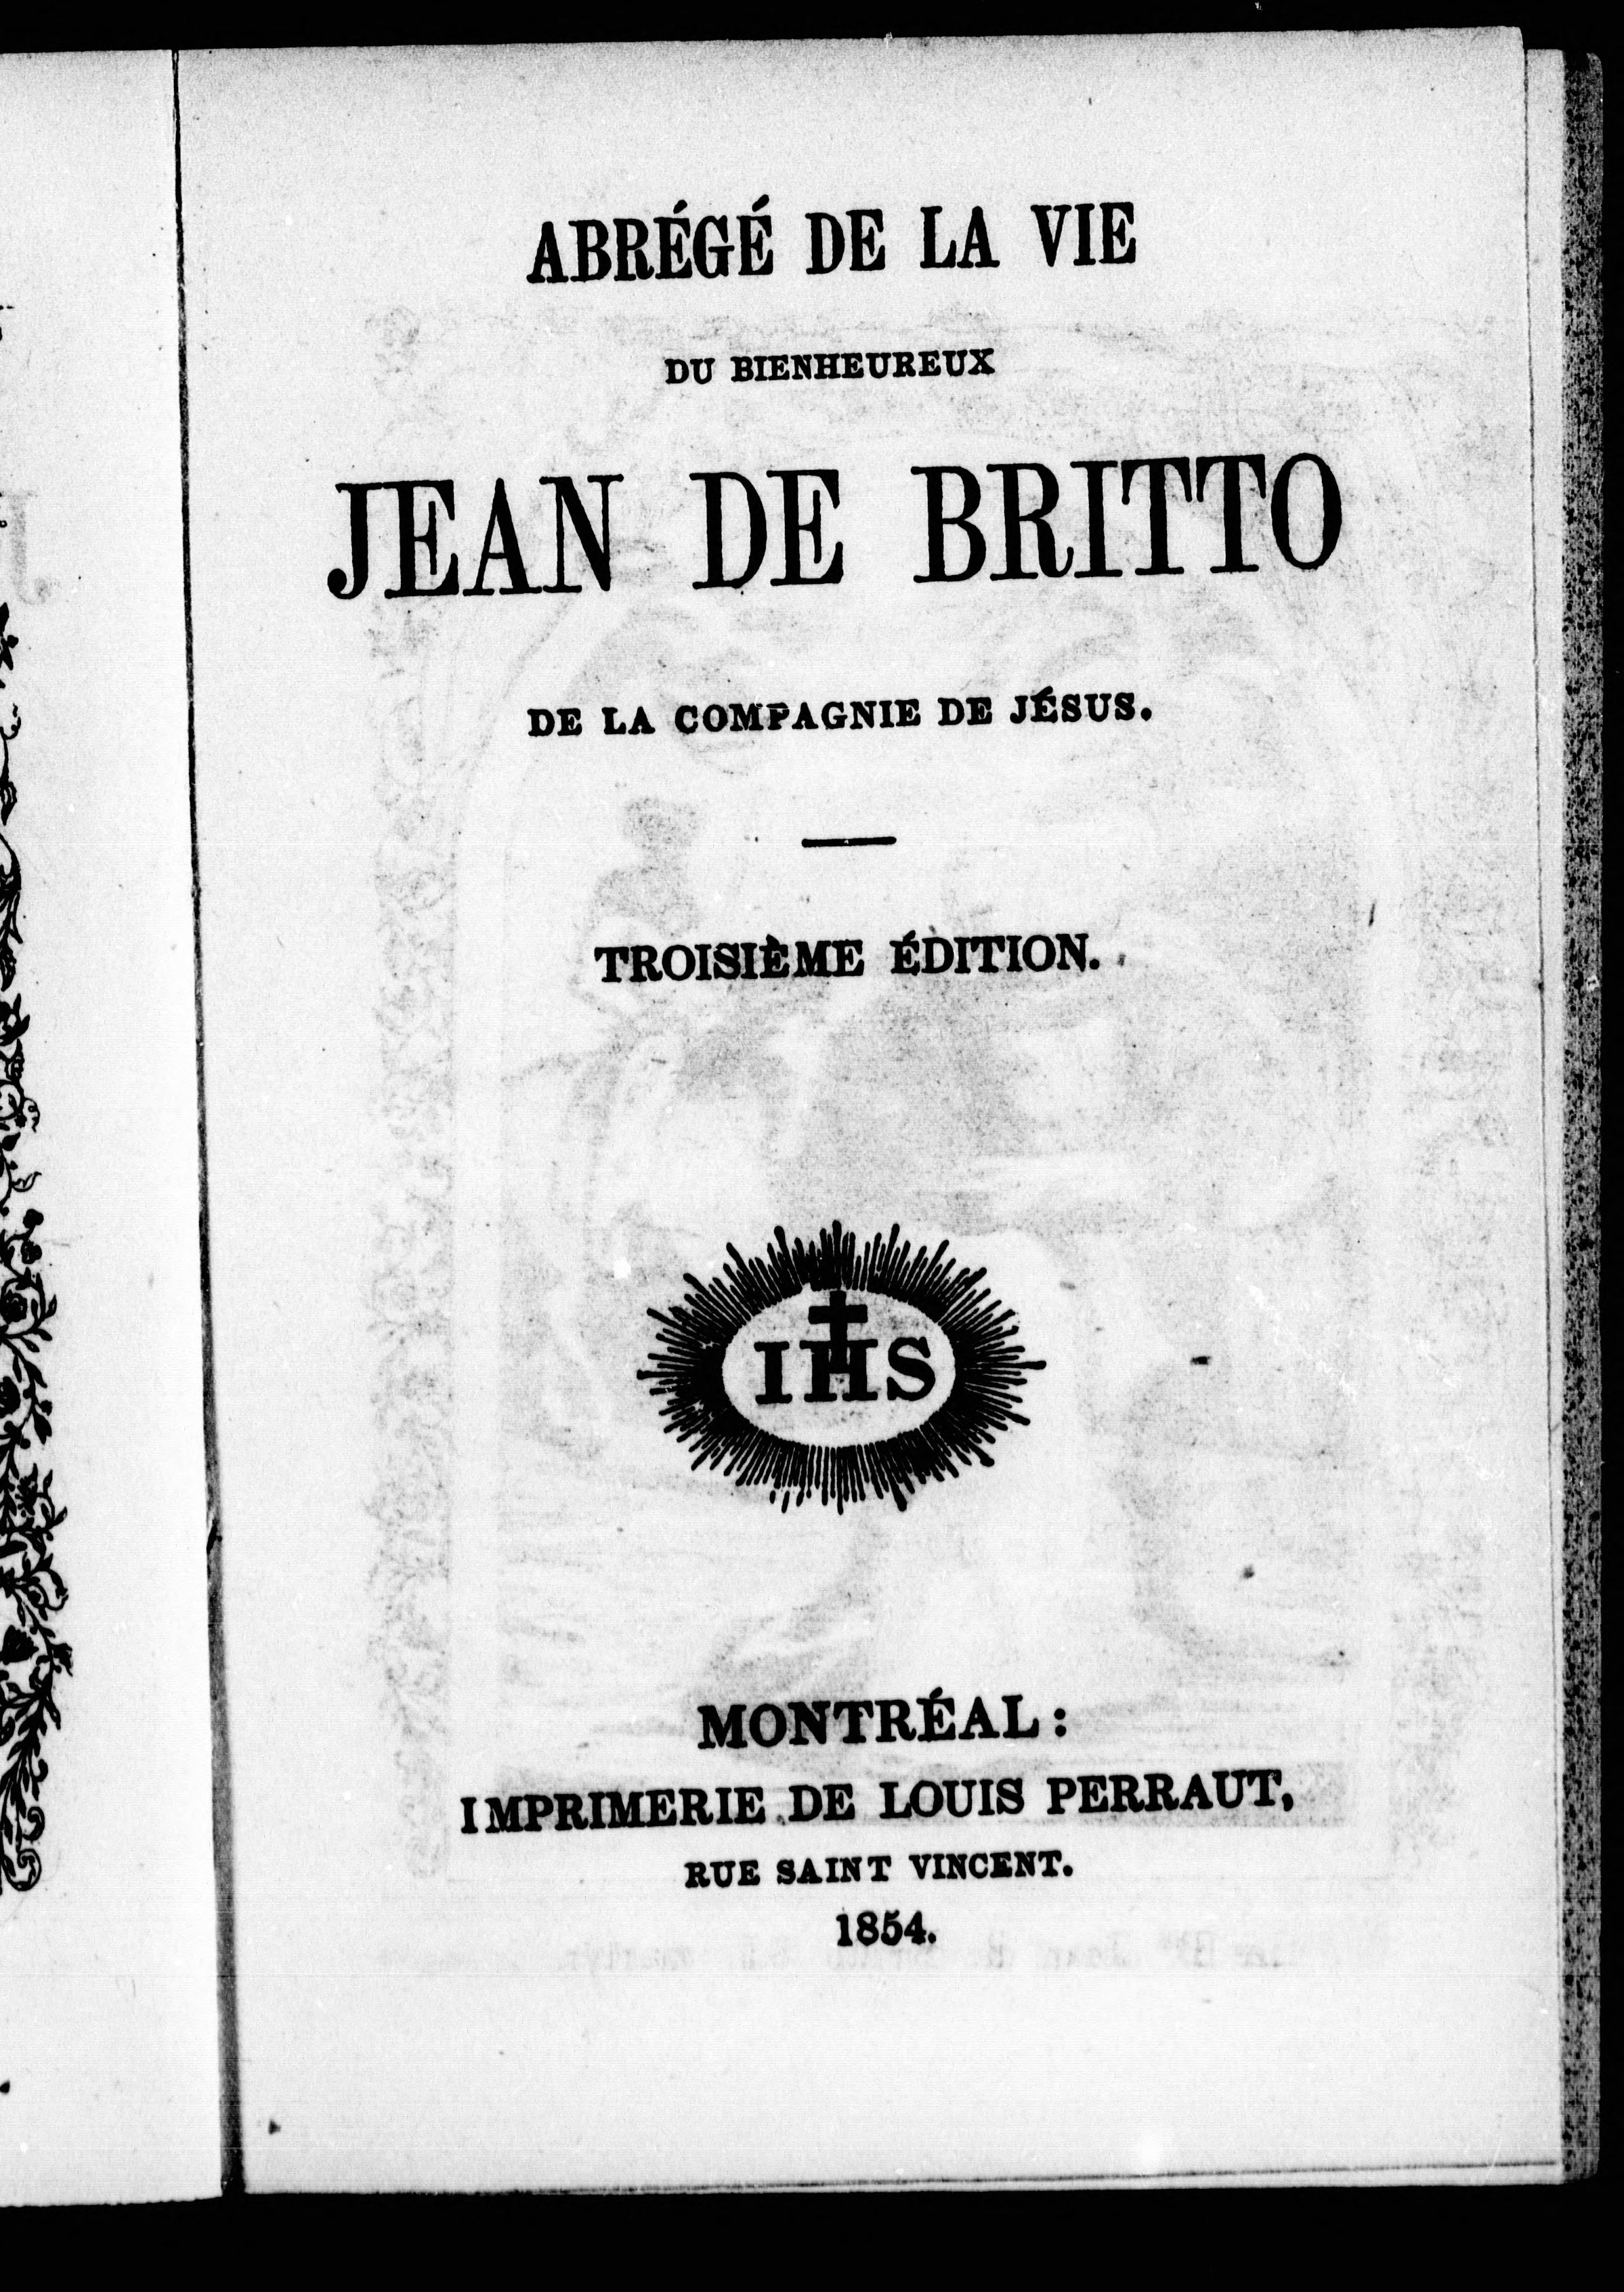 ABRÉGÉ DE LA VIE
DU BIENHEUREUX
JEAN DE BRITTO
DE LA COMPAGNIE DE JÉSUS.
TROISIÈME ÉDITION.
IHS
MONTRÉAL:
IMPRIMERIE DE LOUIS PERRAUT,
RUE SAINT VINCENT.
1854.